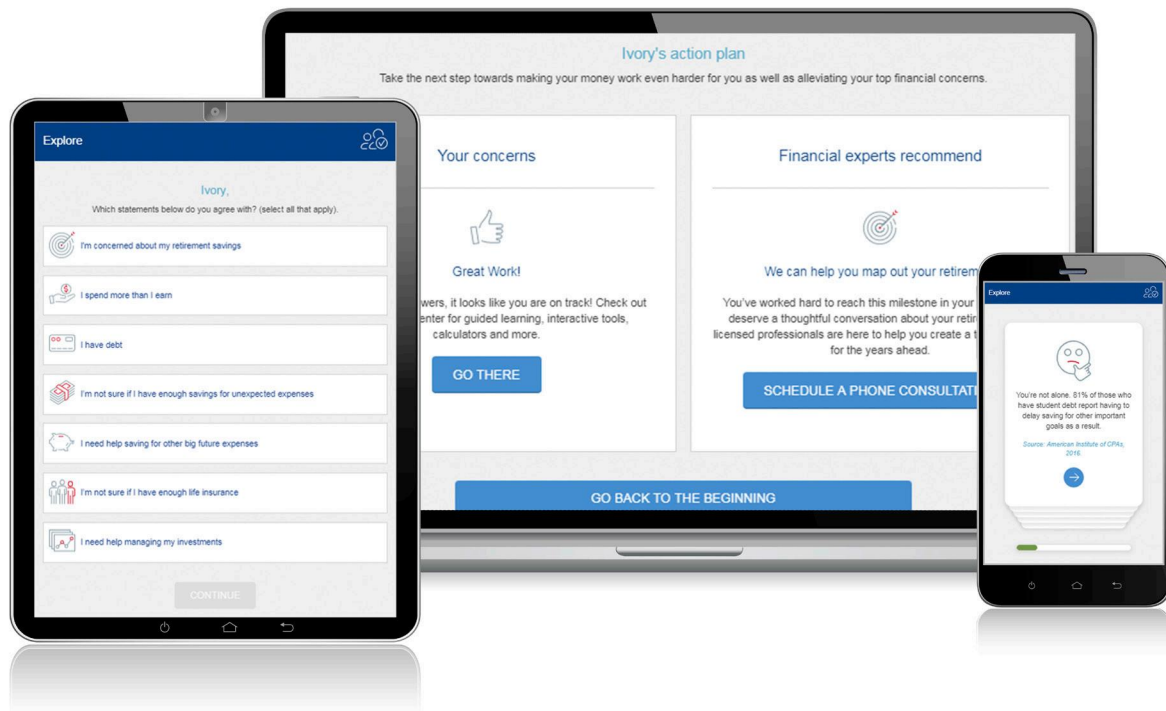 Explore
Ivory,
Which statements below do you agree with? (select all that apply).
I'm concerned about my retirement savings
I spend more than I earn
I have debt
I'm not sure if I have enough savings for unexpected expenses
I need help saving for other big future expenses
I'm not sure if I have enough life insurance
I need help managing my investments
CONTINUE
Ivory's action plan
Take the next step towards making your money work even harder for you as well as alleviating your top financial concerns.
Your concerns
Great Work!
wers, it looks like you are on track! Check out
enter for guided learning, interactive tools,
calculators and more.
GO THERE
Financial experts recommend
We can help you map out your retirem
You've worked hard to reach this milestone in your
deserve a thoughtful conversation about your retir
licensed professionals are here to help you create a t
for the years ahead.
SCHEDULE A PHONE CONSULTATI
GO BACK TO THE BEGINNING
Explore
You're not alone. 81% of those who
have student debt report having to
delay saving for other important
goals as a result.
Source: American Institute of CPAs,
2016.